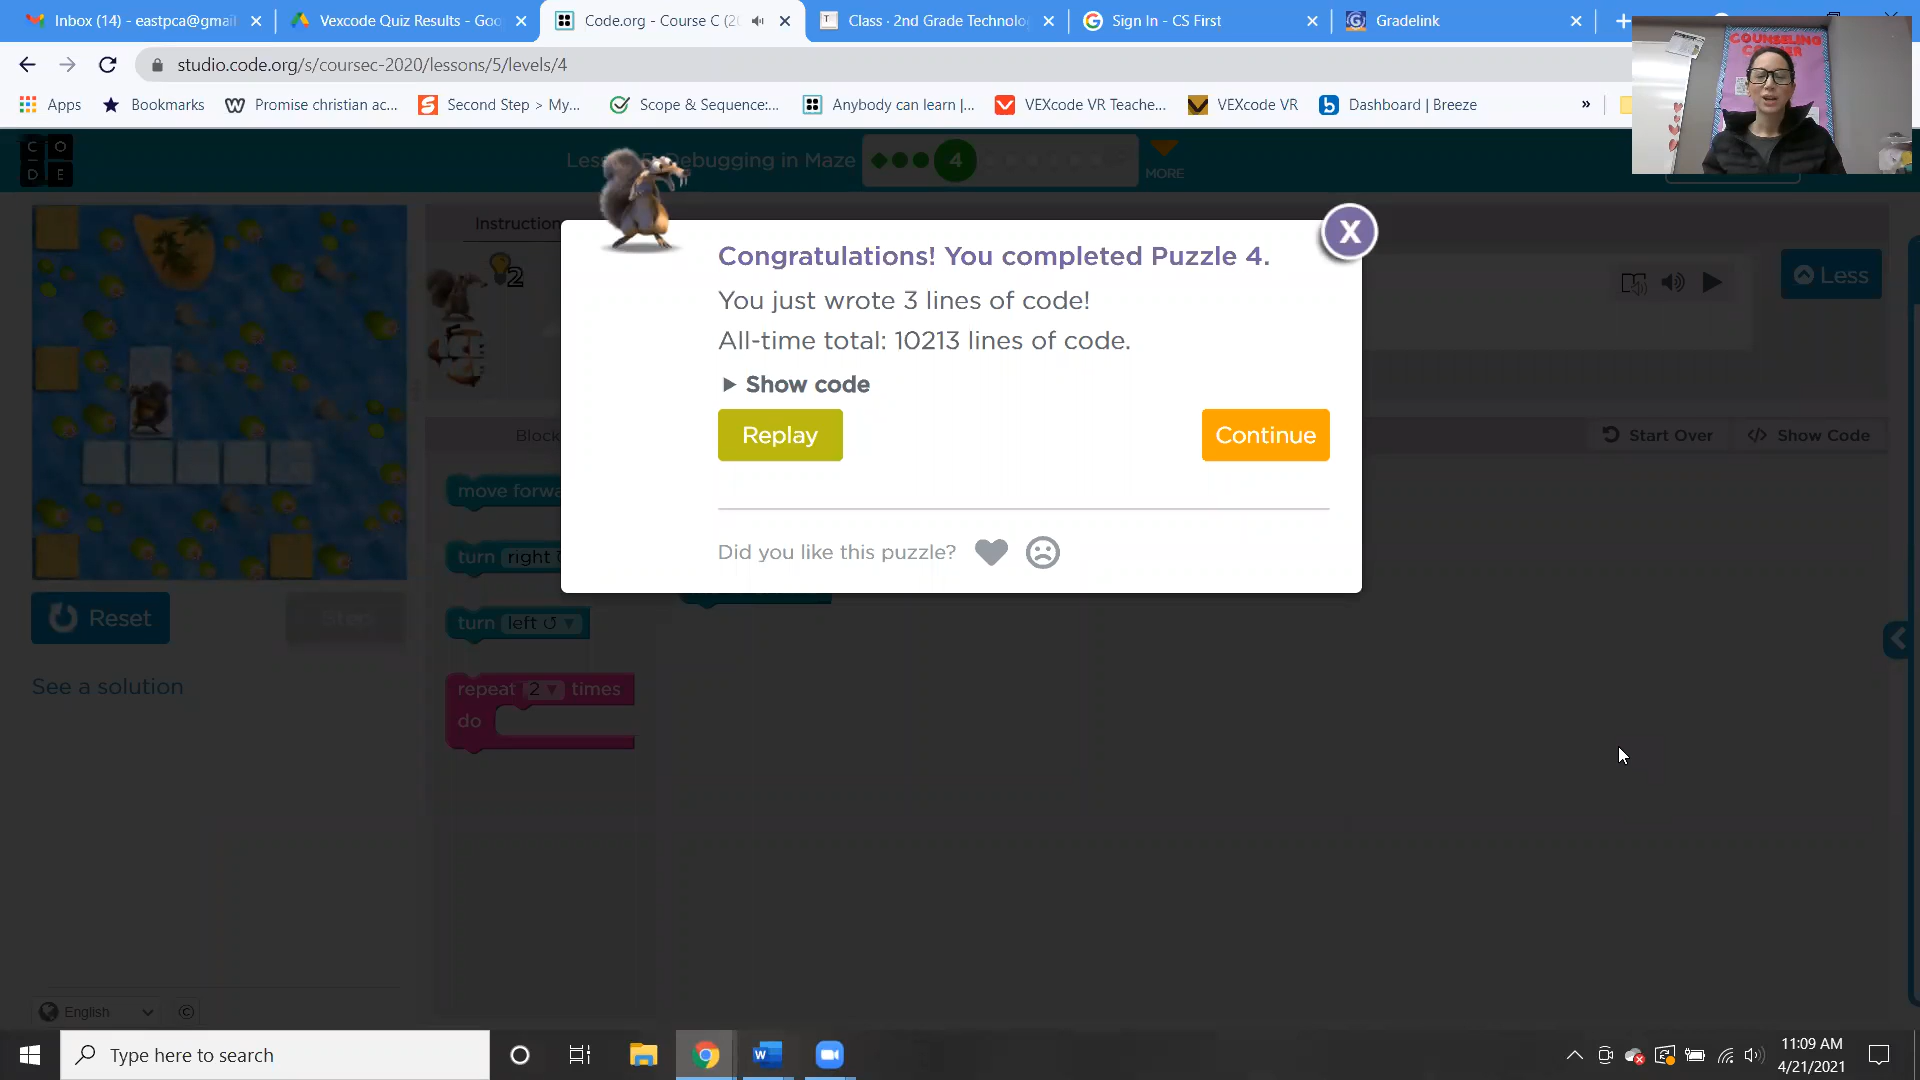 Inbox (14) - eastpca@gmai
Vexcode Quiz Results - Goo
Code.org - Course C (2
Class - 2nd Grade Technolo
Sign In - CS First
Gradelink
studio.code.org/s/coursec-2020/lessons/5/levels/4
Apps
Bookmarks
Promise christian ac...
Second Step > My...
Scope & Sequence:...
Anybody can learn |...
VEXcode VR Teache...
VEXcode VR
Dashboard | Breeze
»
COUNSELING
CORNER
C O
D E
Debugging in Maze
4
MORE
Instruction
2
Less
Congratulations! You completed Puzzle 4.
You just wrote 3 lines of code!
All-time total: 10213 lines of code.
Show code
Replay
Continue
Did you like this puzzle?
X
Block
Start Over
Show Code
move forwa
turn right
turn left
repeat 2 times
do
Reset
Start
See a solution
English
©
Type here to search
11:09 AM
4/21/2021